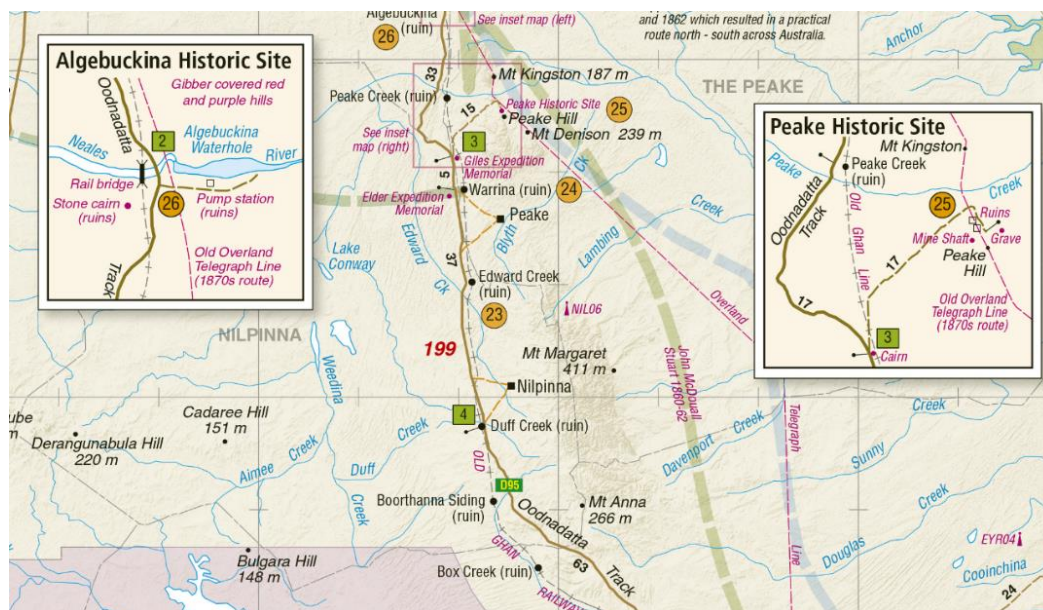 Algebuckina
(ruin)
26
See inset map (left)
and 1862 which resulted in a practical
route north - south across Australia.
Anchor
THE PEAKE
33
Mt Kingston 187 m
Peake Creek (ruin)
15
Peake Historic Site
Peake Hill
25
Mt Denison 239 m
See inset
map (right)
3
Giles Expedition
Memorial
5
Warrina (ruin)
24
Elder Expedition
Memorial
Ck
Creek
Peake
Blyth
Lambing
Lake
Conway
Edward
Ck
37
Edward Creek
(ruin)
23
NIL06
Overland
NILPINNA
199
Mt Margaret
411 m
John McDouall
Stuart 1860-62
Weedina
Nilpinna
Cadaree Hill
151 m
4
Duff Creek (ruin)
Creek
Derangunabula Hill
220 m
Aimee Creek
Duff
Creek
OLD
Davenport Creek
Telegraph
Sunny
Creek
D95
Boorthanna Siding
(ruin)
Oodnadatta
Mt Anna
266 m
Creek
GHAN
Douglas
Line
EYR04
Bulgara Hill
148 m
Box Creek (ruin)
63
Track
Creek
Cooinchina
RAILWAY
24
ube
m
Algebuckina Historic Site
Oodnadatta
Gibber covered red
and purple hills
2
Algebuckina
Waterhole
Neales
River
Rail bridge
Stone cairn
(ruins)
26
Pump station
(ruins)
Track
Old Overland
Telegraph Line
(1870s route)
Peake Historic Site
Mt Kingston
Peake Creek
(ruin)
Peake
Creek
Oodnadatta
Track
Old
Ghan
Line
25
Ruins
Mine Shaft
Grave
Peake
Hill
17
17
Old Overland
Telegraph Line
(1870s route)
3
Cairn